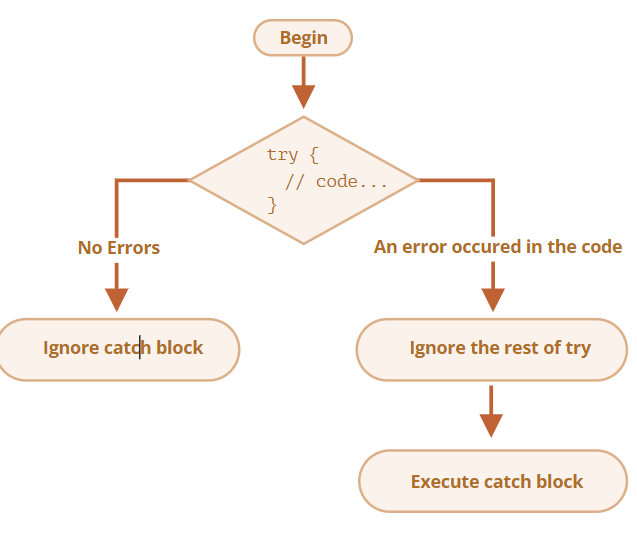 Begin
try {
// code...
}
No Errors
An error occured in the code
Ignore catch block
Ignore the rest of try
Execute catch block